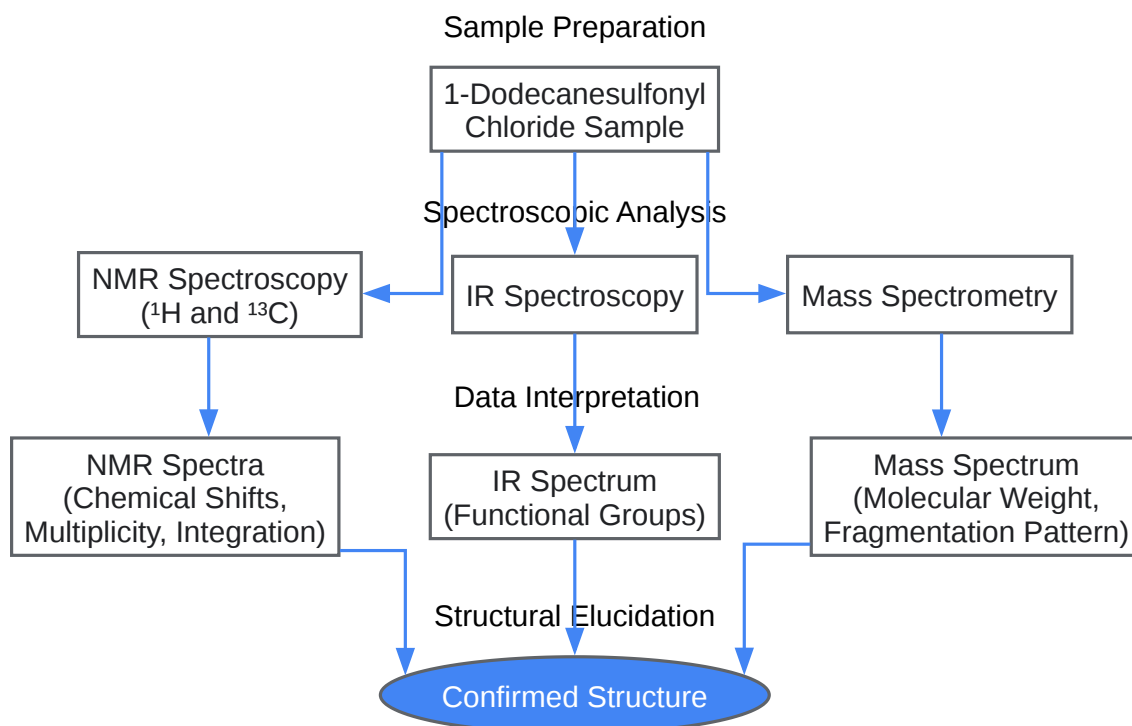 Sample Preparation
1-Dodecanesulfonyl
Chloride Sample
Spectroscopic Analysis
NMR Spectroscopy
(¹H and ¹³C)
IR Spectroscopy
Mass Spectrometry
Data Interpretation
NMR Spectra
(Chemical Shifts,
Multiplicity, Integration)
IR Spectrum
(Functional Groups)
Mass Spectrum
(Molecular Weight,
Fragmentation Pattern)
Structural Elucidation
Confirmed Structure